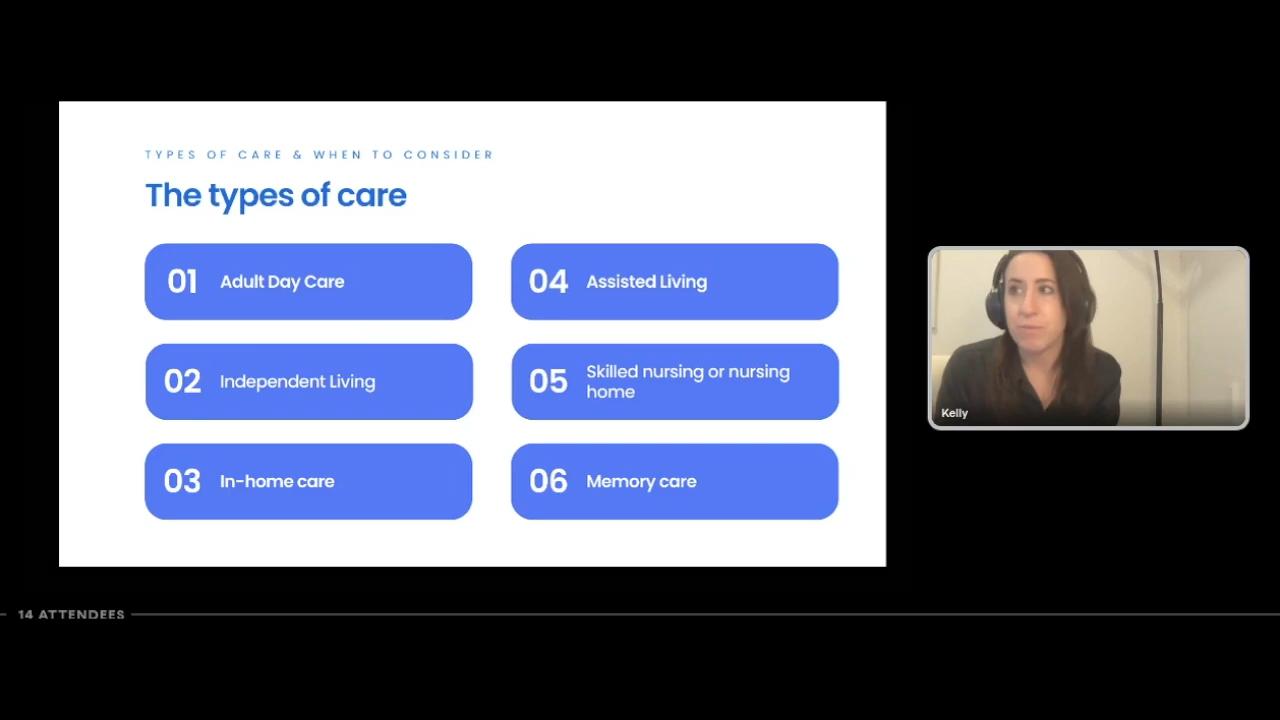 TYPES OF CARE & WHEN TO CONSIDER
The types of care
01 Adult Day Care
02 Independent Living
03 In-home care
04 Assisted Living
05 Skilled nursing or nursing
home
06 Memory care
Kelly
14 ATTENDEES